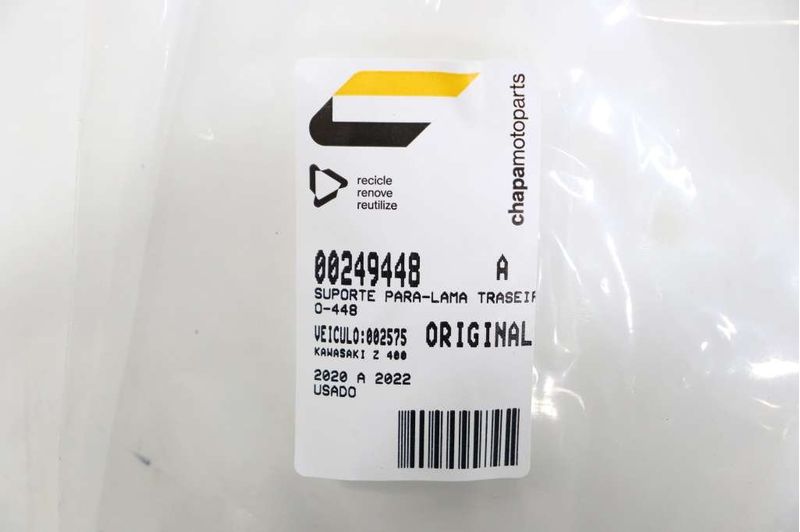 chapamotoparts
recicle
renove
reutilize
00249448 A
SUPORTE PARA-LAMA TRASEIR
O-448
VEICULO:002575 ORIGINAL
KAWASAKI Z 400
2020 A 2022
USADO